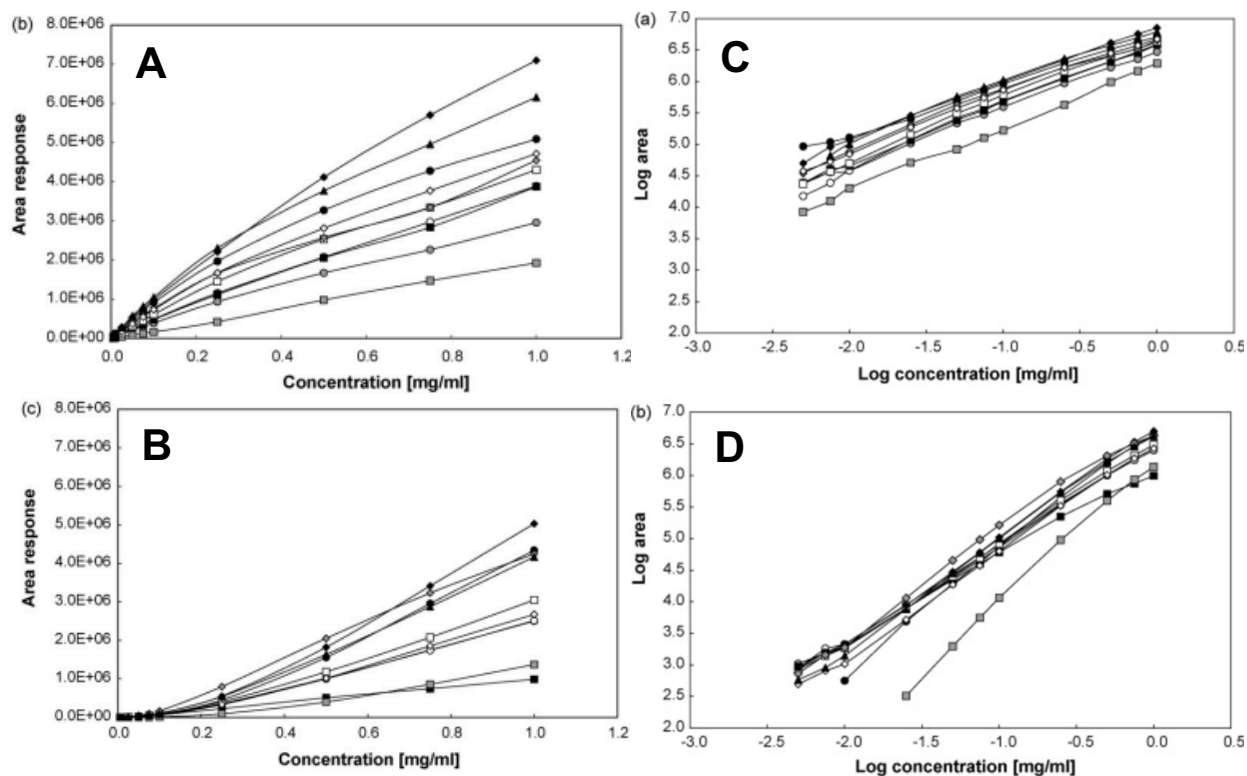 (b)
A
8.0E+06
7.0E+06
6.0E+06
5.0E+06
4.0E+06
3.0E+06
2.0E+06
1.0E+06
0.0E+00
Area response
0.0 0.2 0.4 0.6 0.8 1.0 1.2
Concentration [mg/ml]
(a)
C
7.0
6.5
6.0
5.5
5.0
4.5
4.0
3.5
3.0
2.5
2.0
Log area
-3.0 -2.5 -2.0 -1.5 -1.0 -0.5 0.0 0.5
Log concentration [mg/ml]
(c)
B
8.0E+06
7.0E+06
6.0E+06
5.0E+06
4.0E+06
3.0E+06
2.0E+06
1.0E+06
0.0E+00
Area response
0.0 0.2 0.4 0.6 0.8 1.0 1.2
Concentration [mg/ml]
(b)
D
7.0
6.5
6.0
5.5
5.0
4.5
4.0
3.5
3.0
2.5
2.0
Log area
-3.0 -2.5 -2.0 -1.5 -1.0 -0.5 0.0 0.5
Log concentration [mg/ml]